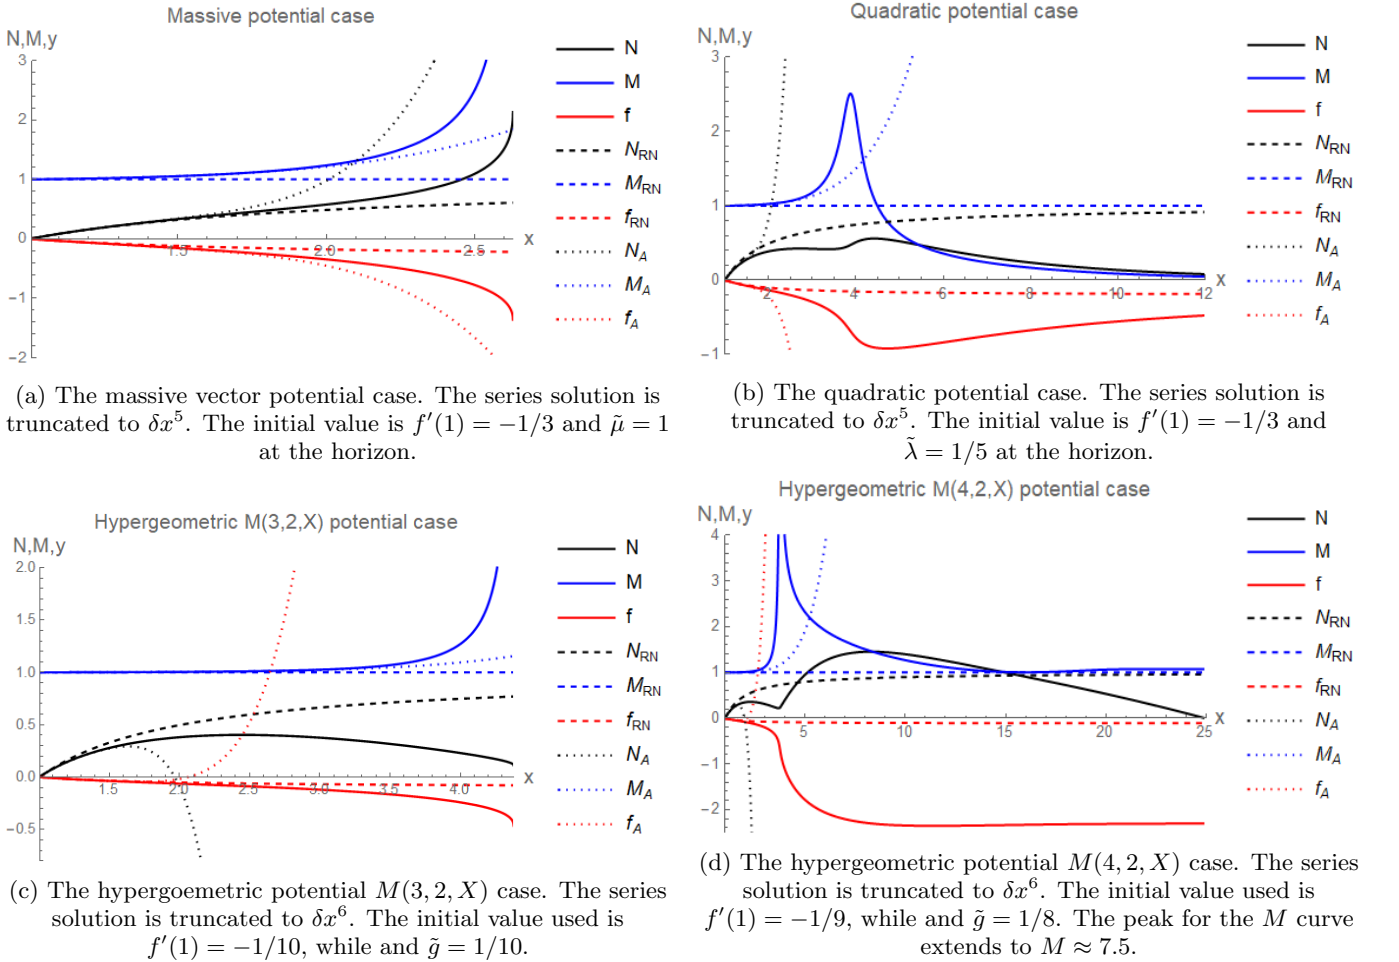 Massive potential case
N,M,y
3
2
1
0
−1
−2
1.5
2.0
2.5
x
N
M
f
N_RN
M_RN
f_RN
N_A
M_A
f_A
(a) The massive vector potential case. The series solution is
truncated to δx⁵. The initial value is f′(1) = −1/3 and μ̃ = 1
at the horizon.
Quadratic potential case
N,M,y
3
2
1
0
−1
2
4
6
8
10
12
x
N
M
f
N_RN
M_RN
f_RN
N_A
M_A
f_A
(b) The quadratic potential case. The series solution is
truncated to δx⁵. The initial value is f′(1) = −1/3 and
λ̃ = 1/5 at the horizon.
Hypergeometric M(3,2,X) potential case
N,M,y
2.0
1.5
1.0
0.5
0.0
−0.5
1.5
2.0
2.5
3.0
3.5
4.0
x
N
M
f
N_RN
M_RN
f_RN
N_A
M_A
f_A
(c) The hypergoemetric potential M(3, 2, X) case. The series
solution is truncated to δx⁶. The initial value used is
f′(1) = −1/10, while and g̃ = 1/10.
Hypergeometric M(4,2,X) potential case
N,M,y
4
3
2
1
0
−1
−2
5
10
15
20
25
x
N
M
f
N_RN
M_RN
f_RN
N_A
M_A
f_A
(d) The hypergeometric potential M(4, 2, X) case. The series
solution is truncated to δx⁶. The initial value used is
f′(1) = −1/9, while and g̃ = 1/8. The peak for the M curve
extends to M ≈ 7.5.